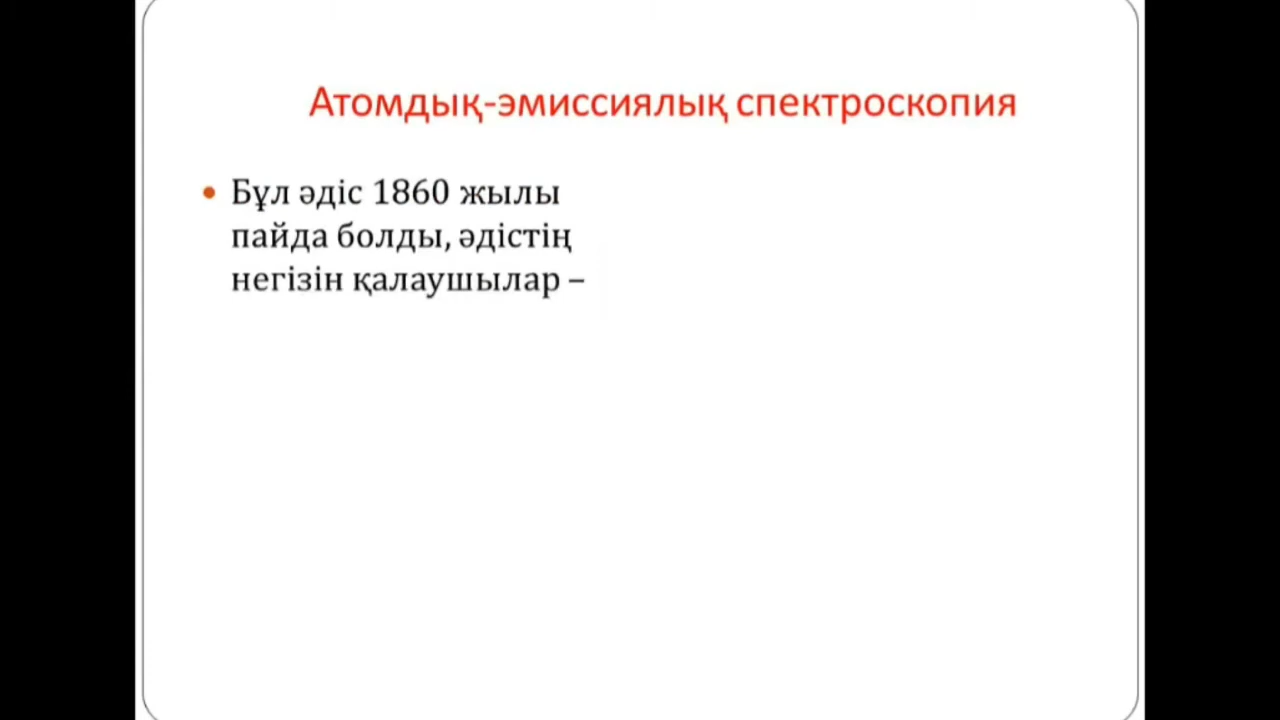 Атомдық-эмиссиялық спектроскопия
• Бұл әдіс 1860 жылы
пайда болды, әдістің
негізін қалаушылар –